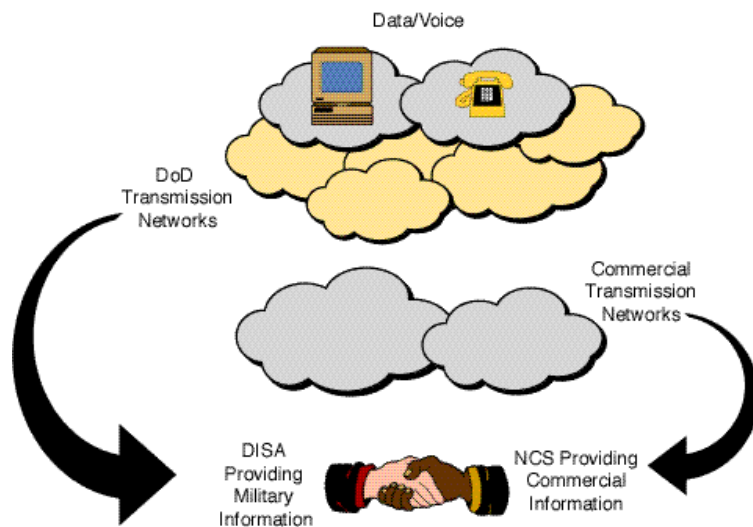 Data/Voice
DoD
Transmission
Networks
Commercial
Transmission
Networks
DISA
Providing
Military
Information
NCS Providing
Commercial
Information